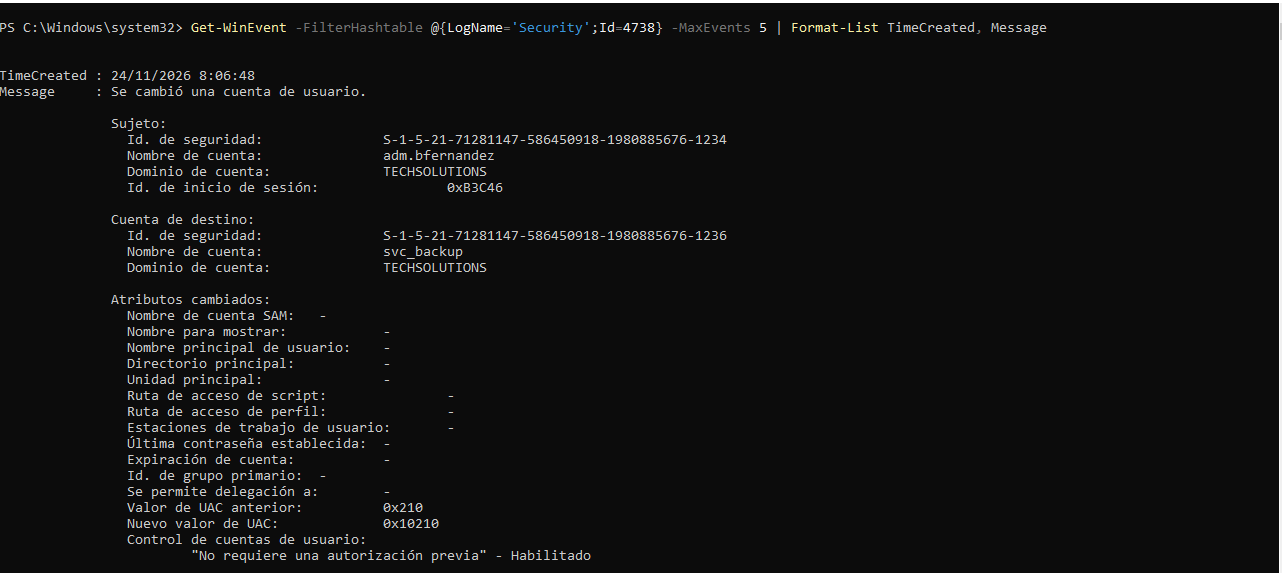 PS C:\Windows\system32> Get-WinEvent -FilterHashtable @{LogName='Security';Id=4738} -MaxEvents 5 | Format-List TimeCreated, Message
TimeCreated : 24/11/2026 8:06:48
Message : Se cambió una cuenta de usuario.
Sujeto:
Id. de seguridad: S-1-5-21-71281147-586450918-1980885676-1234
Nombre de cuenta: adm.bfernandez
Dominio de cuenta: TECHSOLUTIONS
Id. de inicio de sesión: 0xB3C46
Cuenta de destino:
Id. de seguridad: S-1-5-21-71281147-586450918-1980885676-1236
Nombre de cuenta: svc_backup
Dominio de cuenta: TECHSOLUTIONS
Atributos cambiados:
Nombre de cuenta SAM: -
Nombre para mostrar: -
Nombre principal de usuario: -
Directorio principal: -
Unidad principal: -
Ruta de acceso de script: -
Ruta de acceso de perfil: -
Estaciones de trabajo de usuario: -
Última contraseña establecida: -
Expiración de cuenta: -
Id. de grupo primario: -
Se permite delegación a: -
Valor de UAC anterior: 0x210
Nuevo valor de UAC: 0x10210
Control de cuentas de usuario:
"No requiere una autorización previa" - Habilitado